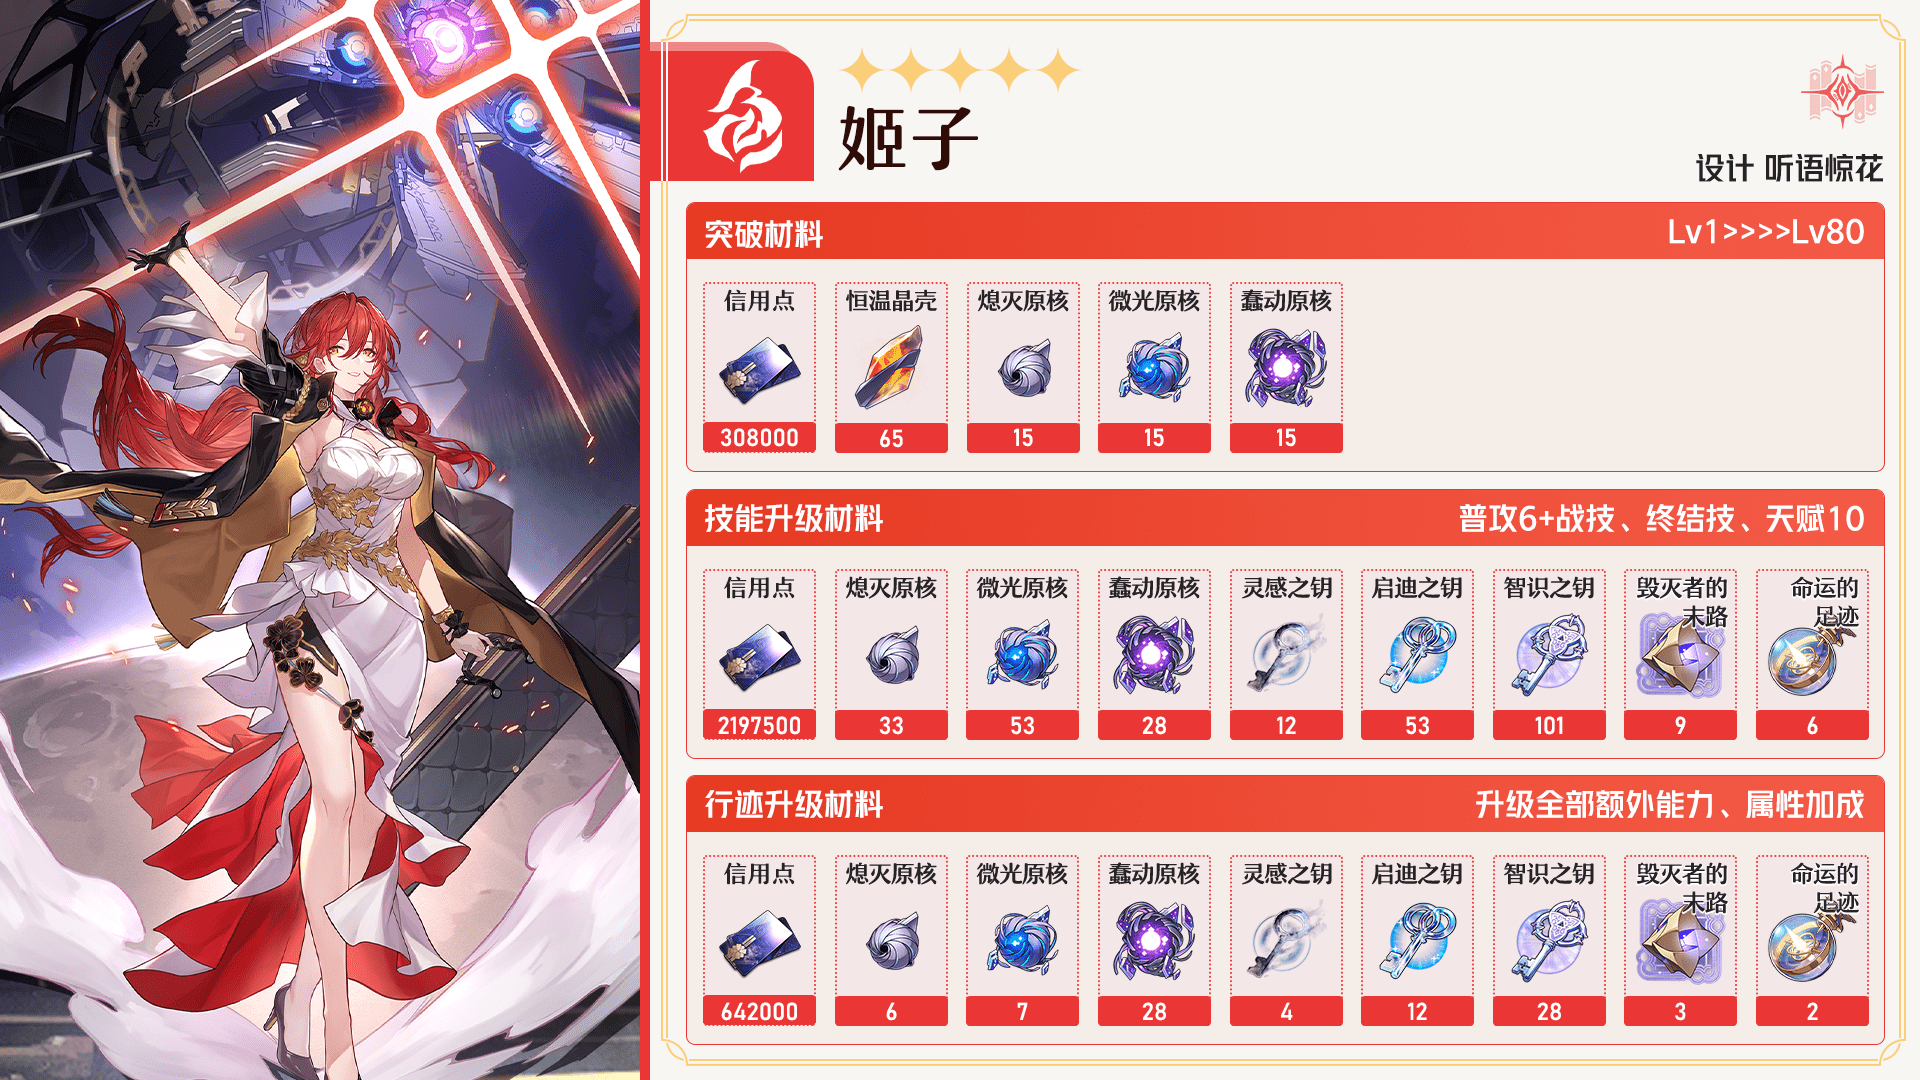 姬子
设计 听语惊花
突破材料 Lv1>>>>Lv80
信用点 恒温晶壳 熄灭原核 微光原核 蠢动原核
308000 65 15 15 15
技能升级材料 普攻6+战技、终结技、天赋10
信用点 熄灭原核 微光原核 蠢动原核 灵感之钥 启迪之钥 智识之钥 毁灭者的 命运的
末路 足迹
2197500 33 53 28 12 53 101 9 6
行迹升级材料 升级全部额外能力、属性加成
信用点 熄灭原核 微光原核 蠢动原核 灵感之钥 启迪之钥 智识之钥 毁灭者的 命运的
末路 足迹
642000 6 7 28 4 12 28 3 2